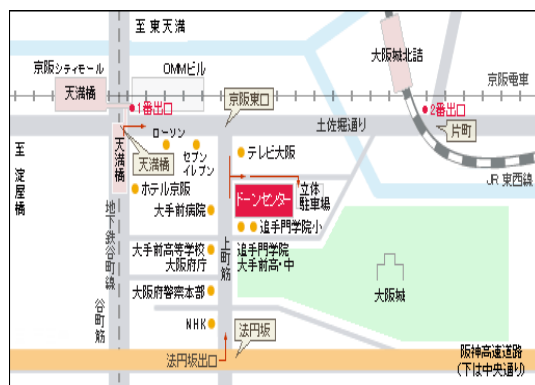 至東天満
大阪城北詰
京阪シティモール
OMMビル
天満橋
京阪電車
1番出口
京阪東口
2番出口
土佐堀通り
片町
ローソン
セブン
イレブン
テレビ大阪
天満橋
天満橋
至淀屋橋
JR東西線
ホテル京阪
ドーンセンター
立体
駐車場
大手前病院
追手門学院小
地下鉄谷町線
上町筋
大手前高等学校
大阪府庁
追手門学院
大手前高・中
大阪城
大阪府警察本部
谷町筋
NHK
法円坂
法円坂出口
阪神高速道路
(下は中央通り)